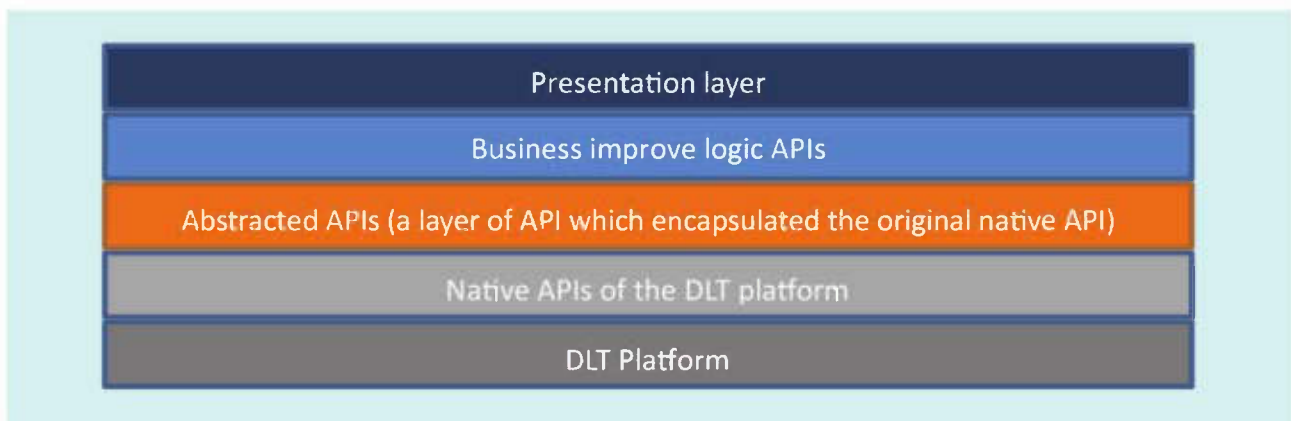 Presentation layer
Business improve logic APIs
Abstracted APIs (a layer of API which encapsulated the original native API)
Native APIs of the DLT platform
DLT Platform